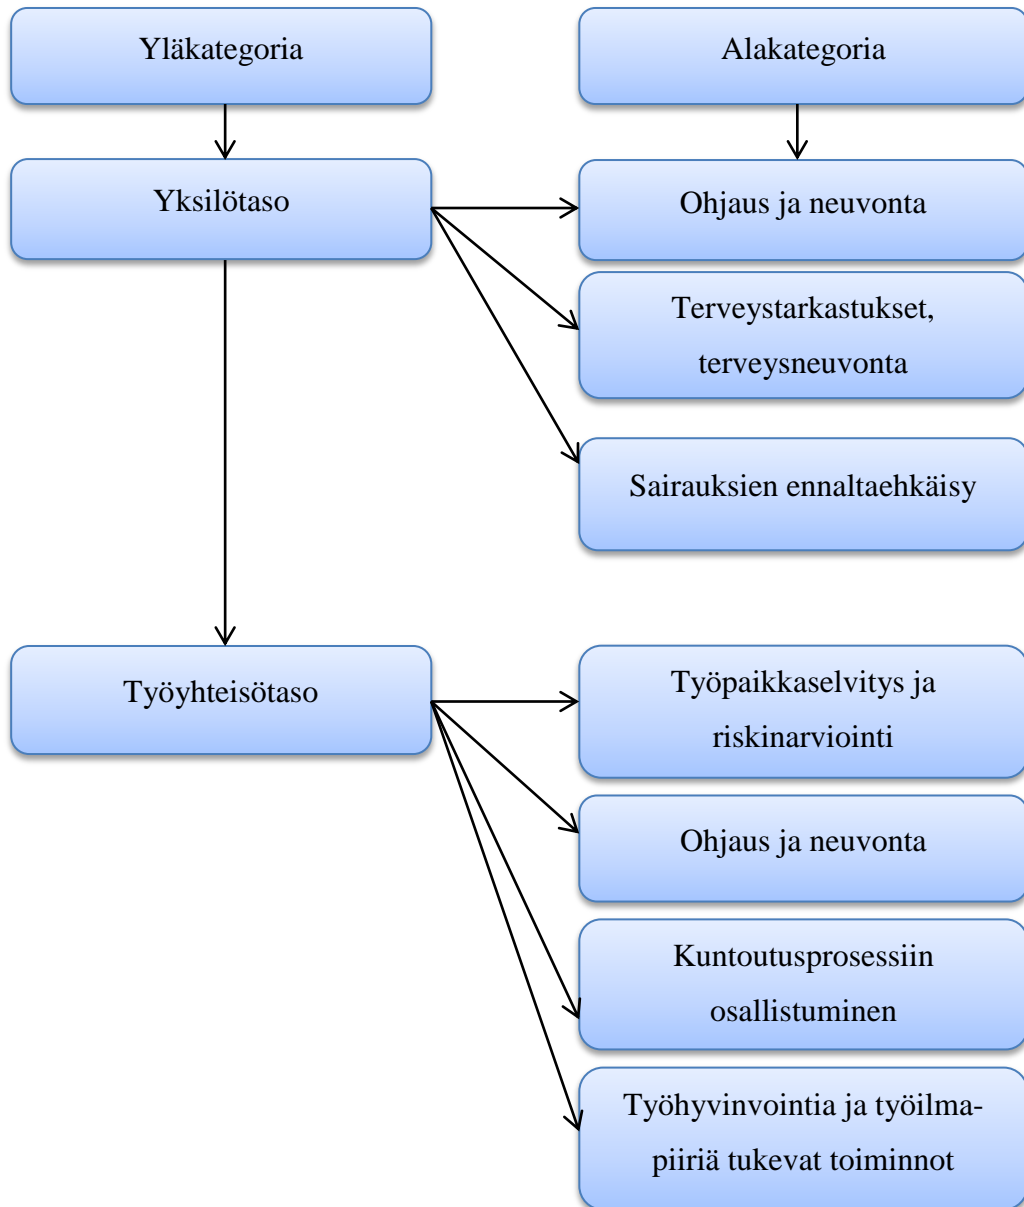 Yläkategoria
Alakategoria
Yksilötaso
Ohjaus ja neuvonta
Terveystarkastukset,
terveysneuvonta
Sairauksien ennaltaehkäisy
Työyhteisötaso
Työpaikkaselvitys ja
riskinarviointi
Ohjaus ja neuvonta
Kuntoutusprosessiin
osallistuminen
Työhyvinvointia ja työilma-
piiriä tukevat toiminnot